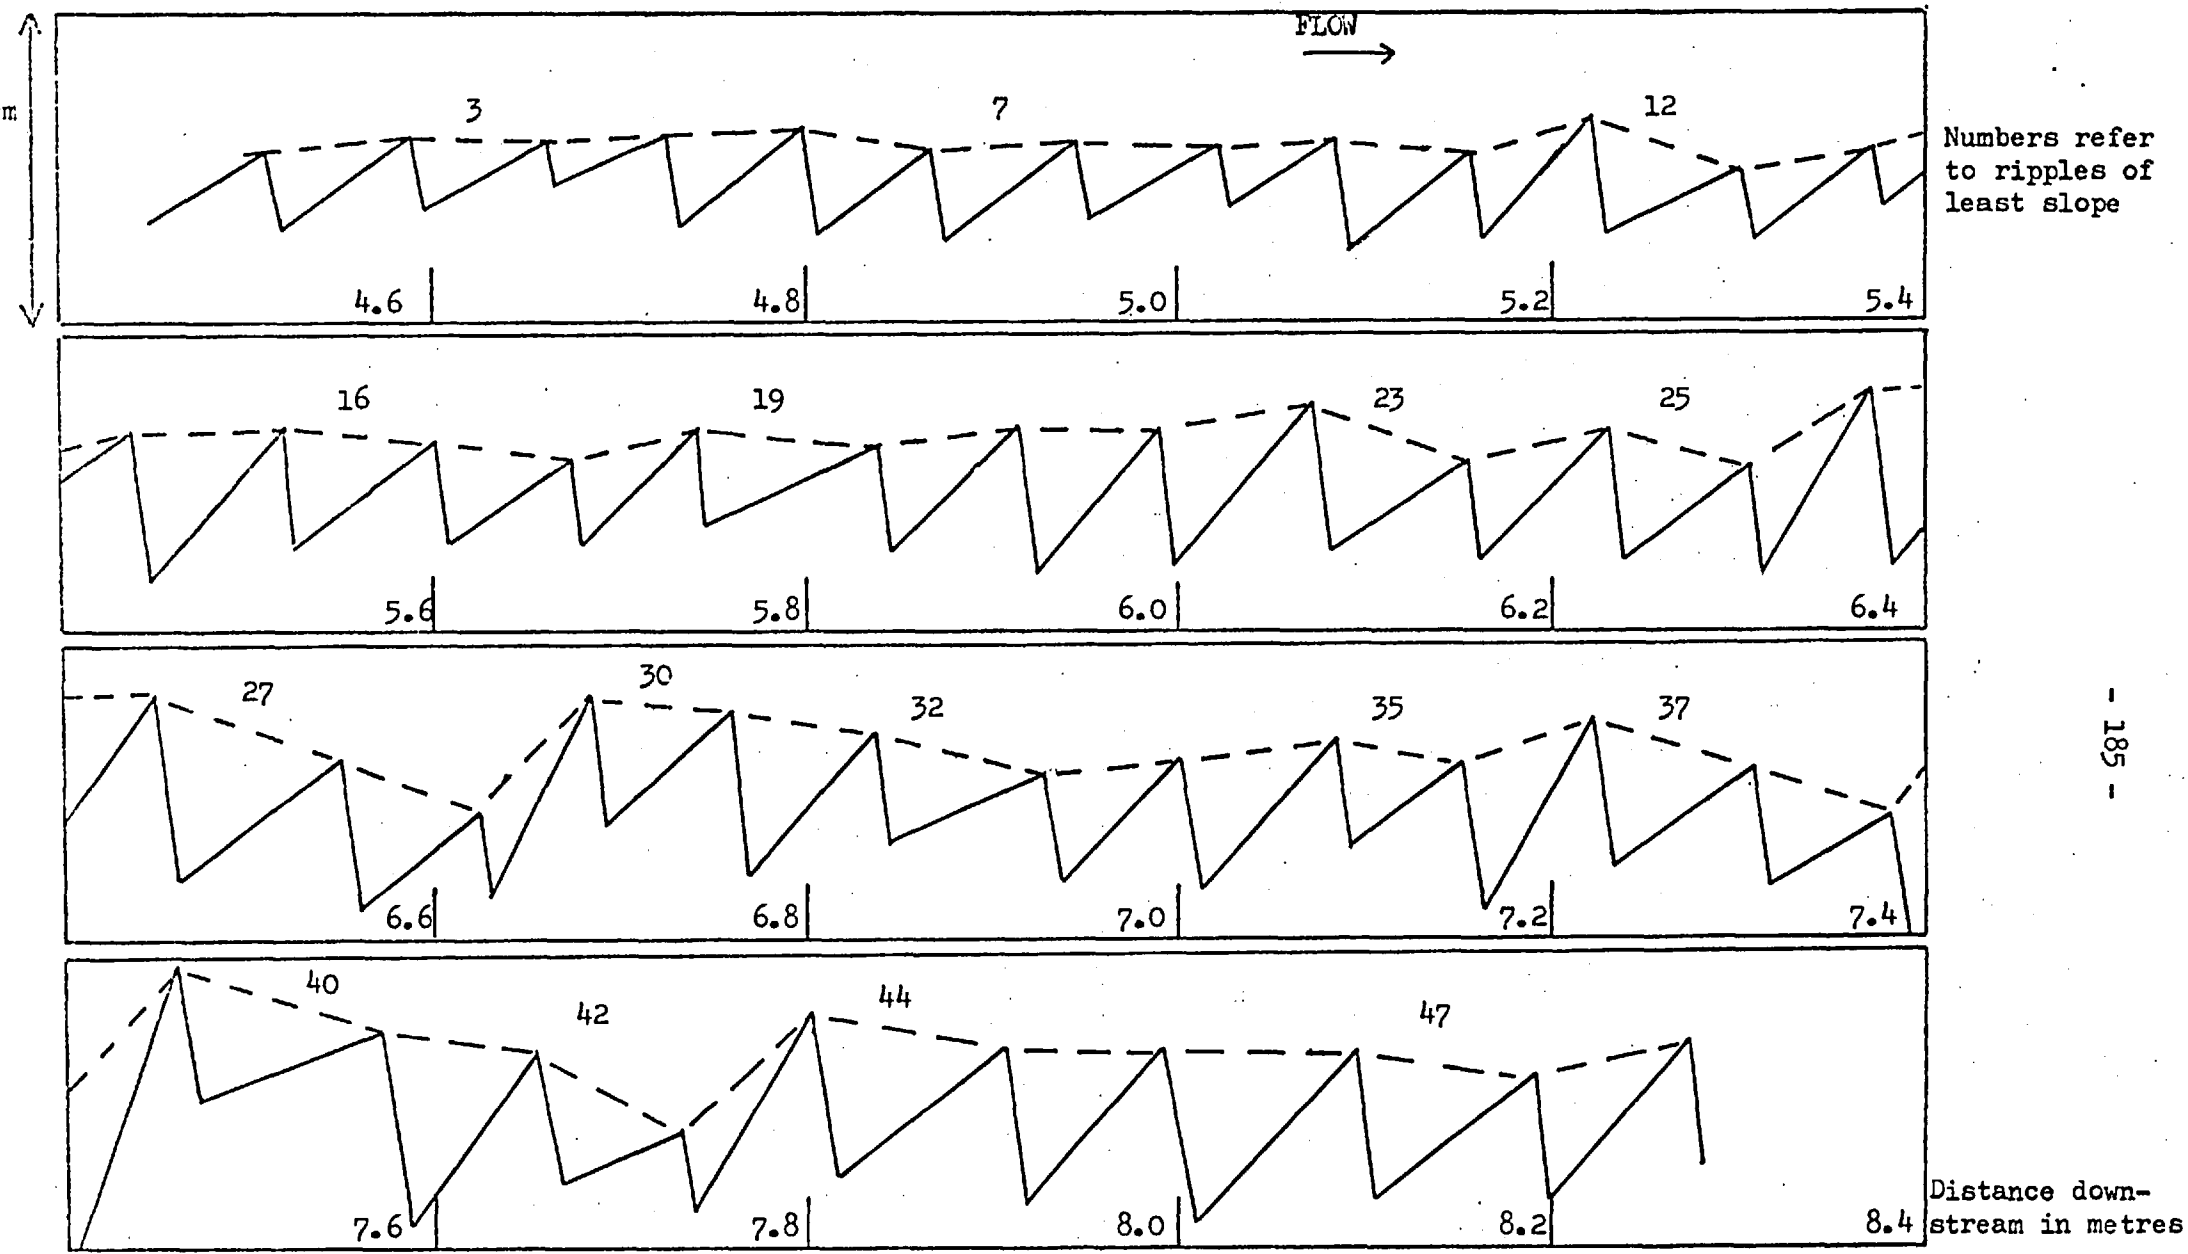 FLOW
m
3 7 12
Numbers refer
to ripples of
least slope
4.6 4.8 5.0 5.2 5.4
16 19 23 25
5.6 5.8 6.0 6.2 6.4
27 30 32 35 37
6.6 6.8 7.0 7.2 7.4
- 185 -
40 42 44 47
7.6 7.8 8.0 8.2 8.4
Distance down-
stream in metres